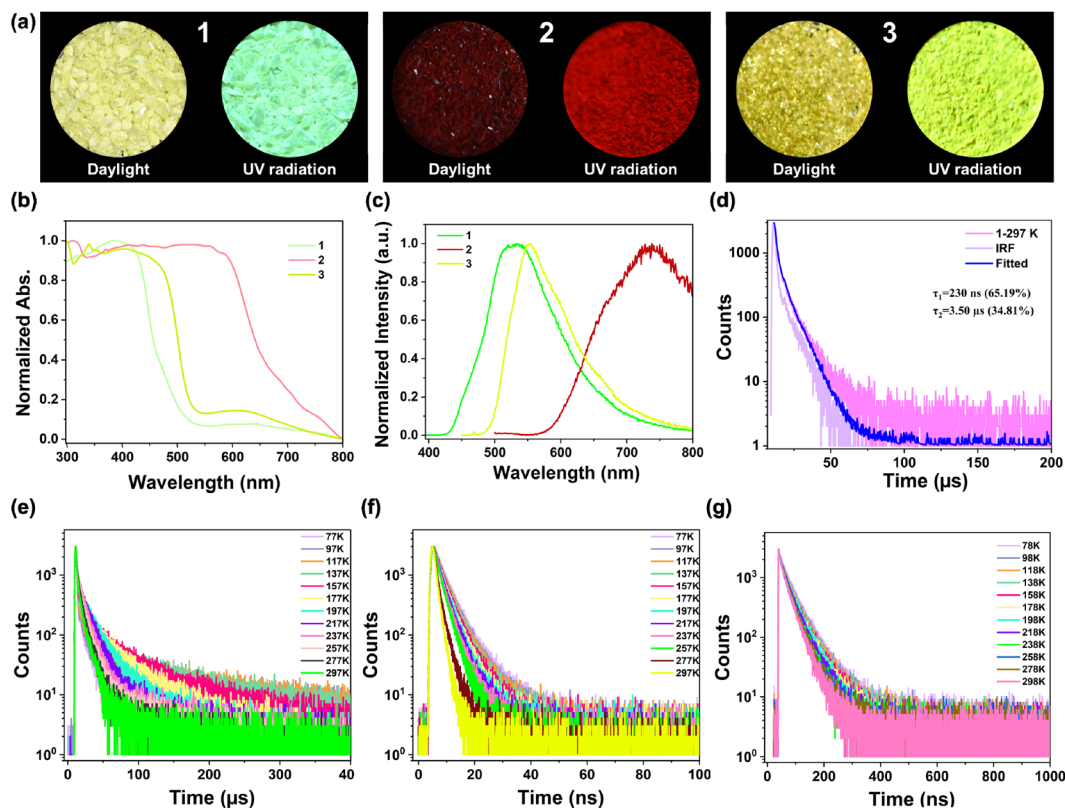 (a)
1
2
3
Daylight
UV radiation
Daylight
UV radiation
Daylight
UV radiation
(b)
Normalized Abs.
1.0
0.8
0.6
0.4
0.2
0.0
300 400 500 600 700 800
Wavelength (nm)
1
2
3
(c)
Normalized Intensity (a.u.)
1.0
0.8
0.6
0.4
0.2
0.0
400 500 600 700 800
Wavelength (nm)
1
2
3
(d)
Counts
1000
100
10
1
50 100 150 200
Time (μs)
1-297 K
IRF
Fitted
τ1=230 ns (65.19%)
τ2=3.50 μs (34.81%)
(e)
Counts
10³
10²
10¹
10⁰
0 100 200 300 40
Time (μs)
77K
97K
117K
137K
157K
177K
197K
217K
237K
257K
277K
297K
(f)
Counts
10³
10²
10¹
10⁰
0 20 40 60 80 100
Time (ns)
77K
97K
117K
137K
157K
177K
197K
217K
237K
257K
277K
297K
(g)
Counts
10³
10²
10¹
10⁰
0 200 400 600 800 1000
Time (ns)
78K
98K
118K
138K
158K
178K
198K
218K
238K
258K
278K
298K